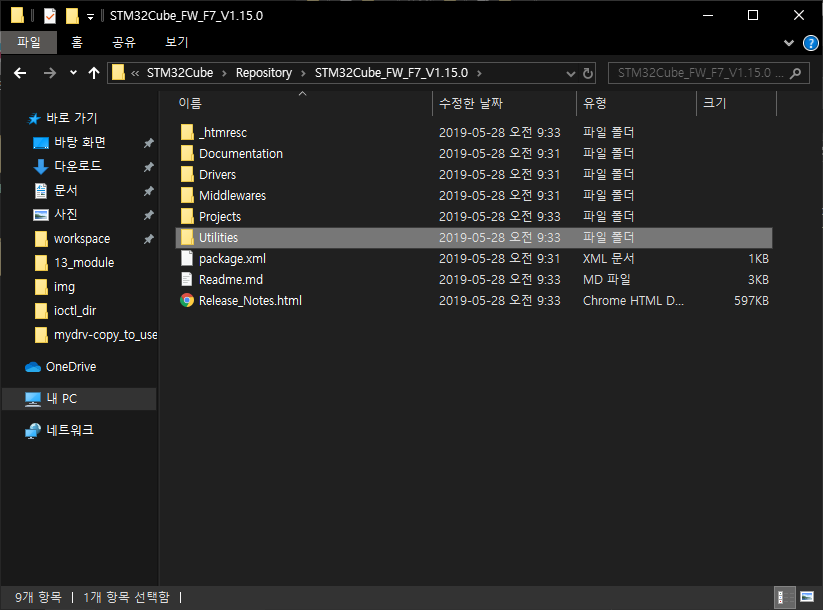 STM32Cube_FW_F7_V1.15.0
파일 홈 공유 보기
« STM32Cube > Repository > STM32Cube_FW_F7_V1.15.0 > STM32Cube_FW_F7_V1.15.0 ...
이름 수정한 날짜 유형 크기
바로 가기
바탕 화면
다운로드
문서
사진
workspace
13_module
img
ioctl_dir
mydrv-copy_to_use
OneDrive
내 PC
네트워크
_htmresc 2019-05-28 오전 9:33 파일 폴더
Documentation 2019-05-28 오전 9:31 파일 폴더
Drivers 2019-05-28 오전 9:31 파일 폴더
Middlewares 2019-05-28 오전 9:31 파일 폴더
Projects 2019-05-28 오전 9:33 파일 폴더
Utilities 2019-05-28 오전 9:33 파일 폴더
package.xml 2019-05-28 오전 9:31 XML 문서 1KB
Readme.md 2019-05-28 오전 9:33 MD 파일 3KB
Release_Notes.html 2019-05-28 오전 9:33 Chrome HTML D... 597KB
9개 항목 | 1개 항목 선택함 |